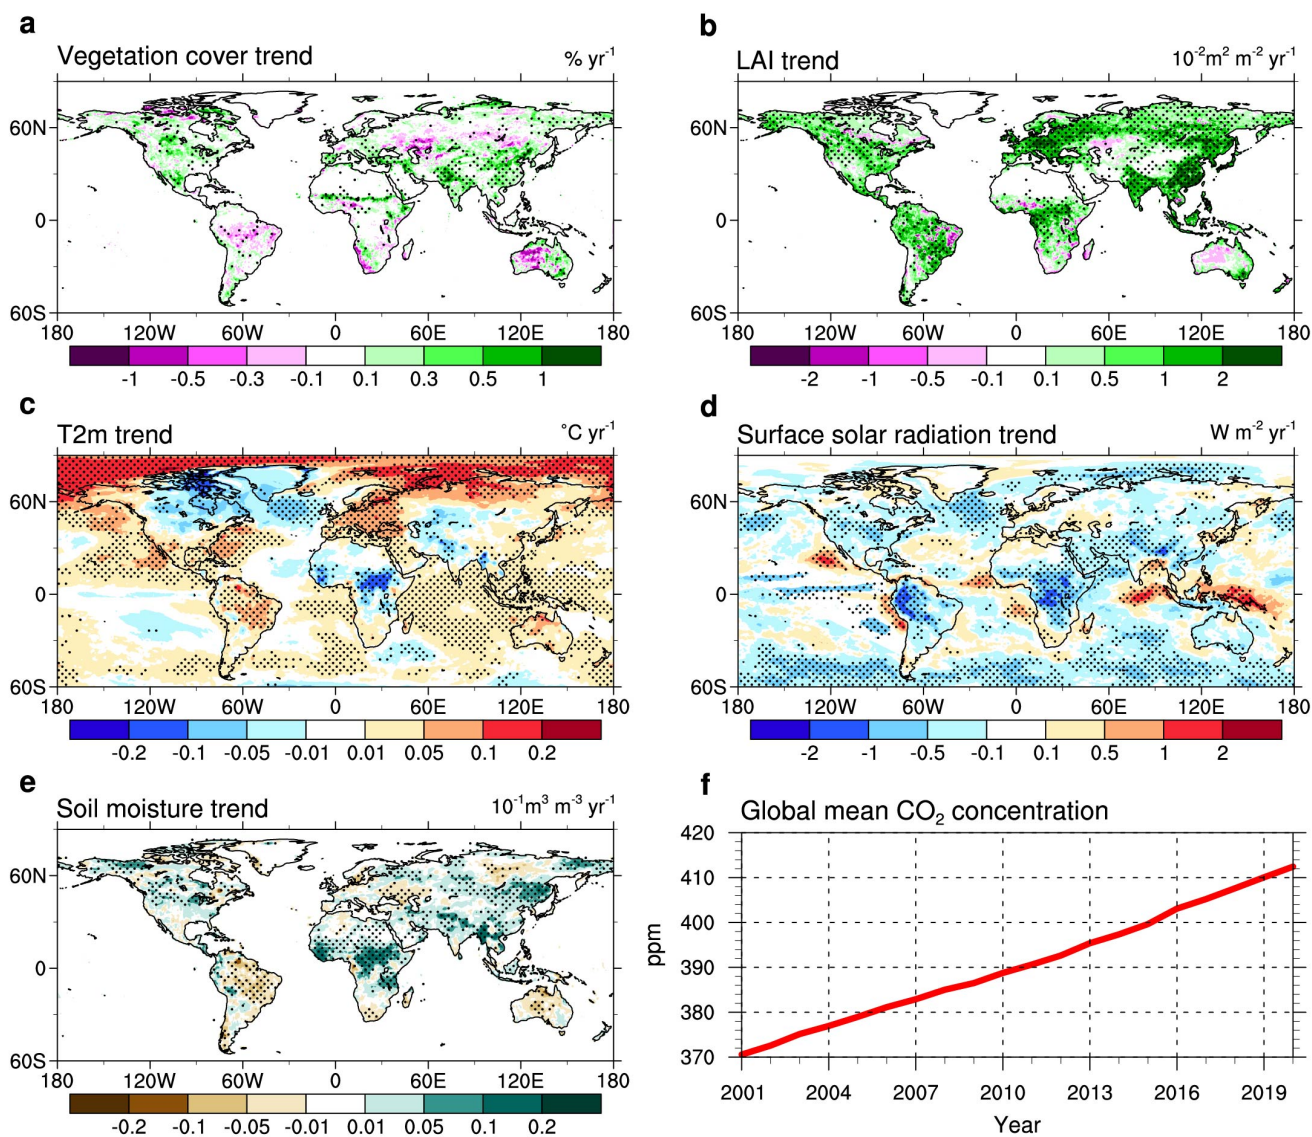 a
Vegetation cover trend % yr-1
60N
0
60S
180 120W 60W 0 60E 120E 180
-1 -0.5 -0.3 -0.1 0.1 0.3 0.5 1
b
LAI trend 10-2m2 m-2 yr-1
60N
0
60S
180 120W 60W 0 60E 120E 180
-2 -1 -0.5 -0.1 0.1 0.5 1 2
c
T2m trend °C yr-1
60N
0
60S
180 120W 60W 0 60E 120E 180
-0.2 -0.1 -0.05 -0.01 0.01 0.05 0.1 0.2
d
Surface solar radiation trend W m-2 yr-1
60N
0
60S
180 120W 60W 0 60E 120E 180
-2 -1 -0.5 -0.1 0.1 0.5 1 2
e
Soil moisture trend 10-1m3 m-3 yr-1
60N
0
60S
180 120W 60W 0 60E 120E 180
-0.2 -0.1 -0.05 -0.01 0.01 0.05 0.1 0.2
f
Global mean CO2 concentration
420
410
400
390
380
370
ppm
2001 2004 2007 2010 2013 2016 2019
Year